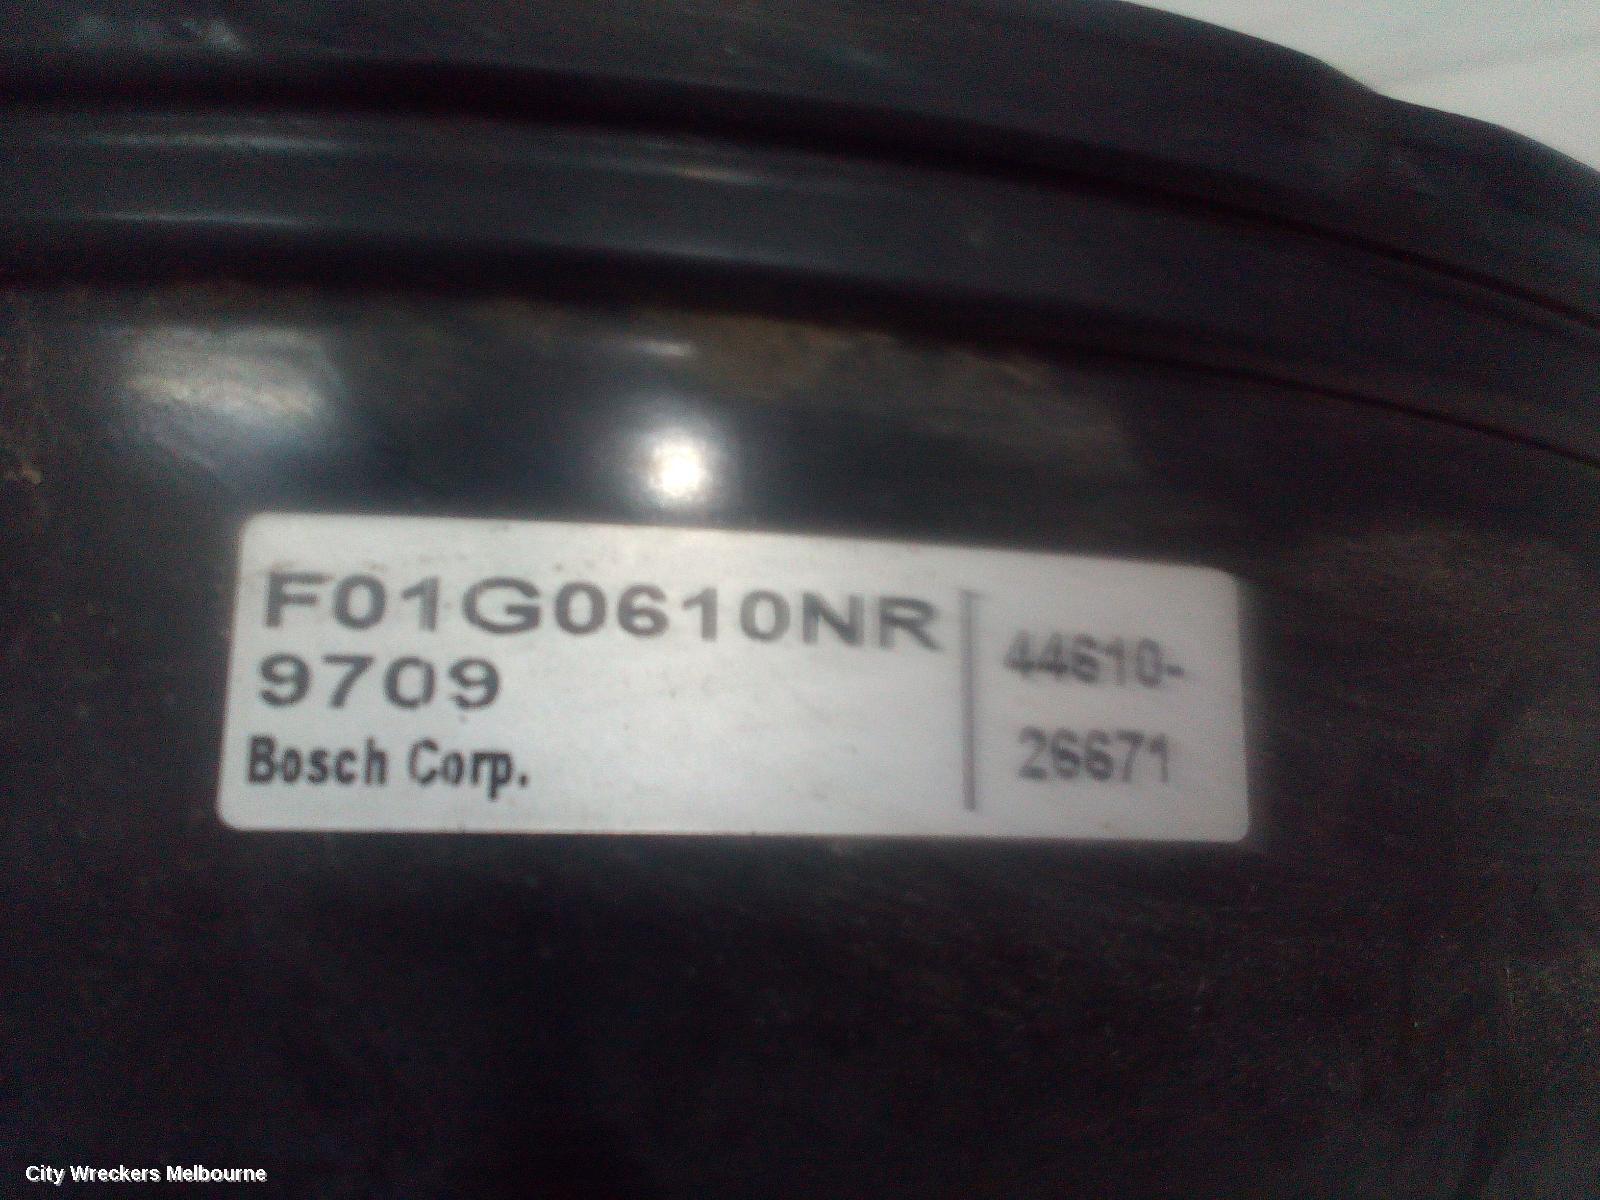 F01G0610NR
9709
Bosch Corp.
44610-
26671
City Wreckers Melbourne